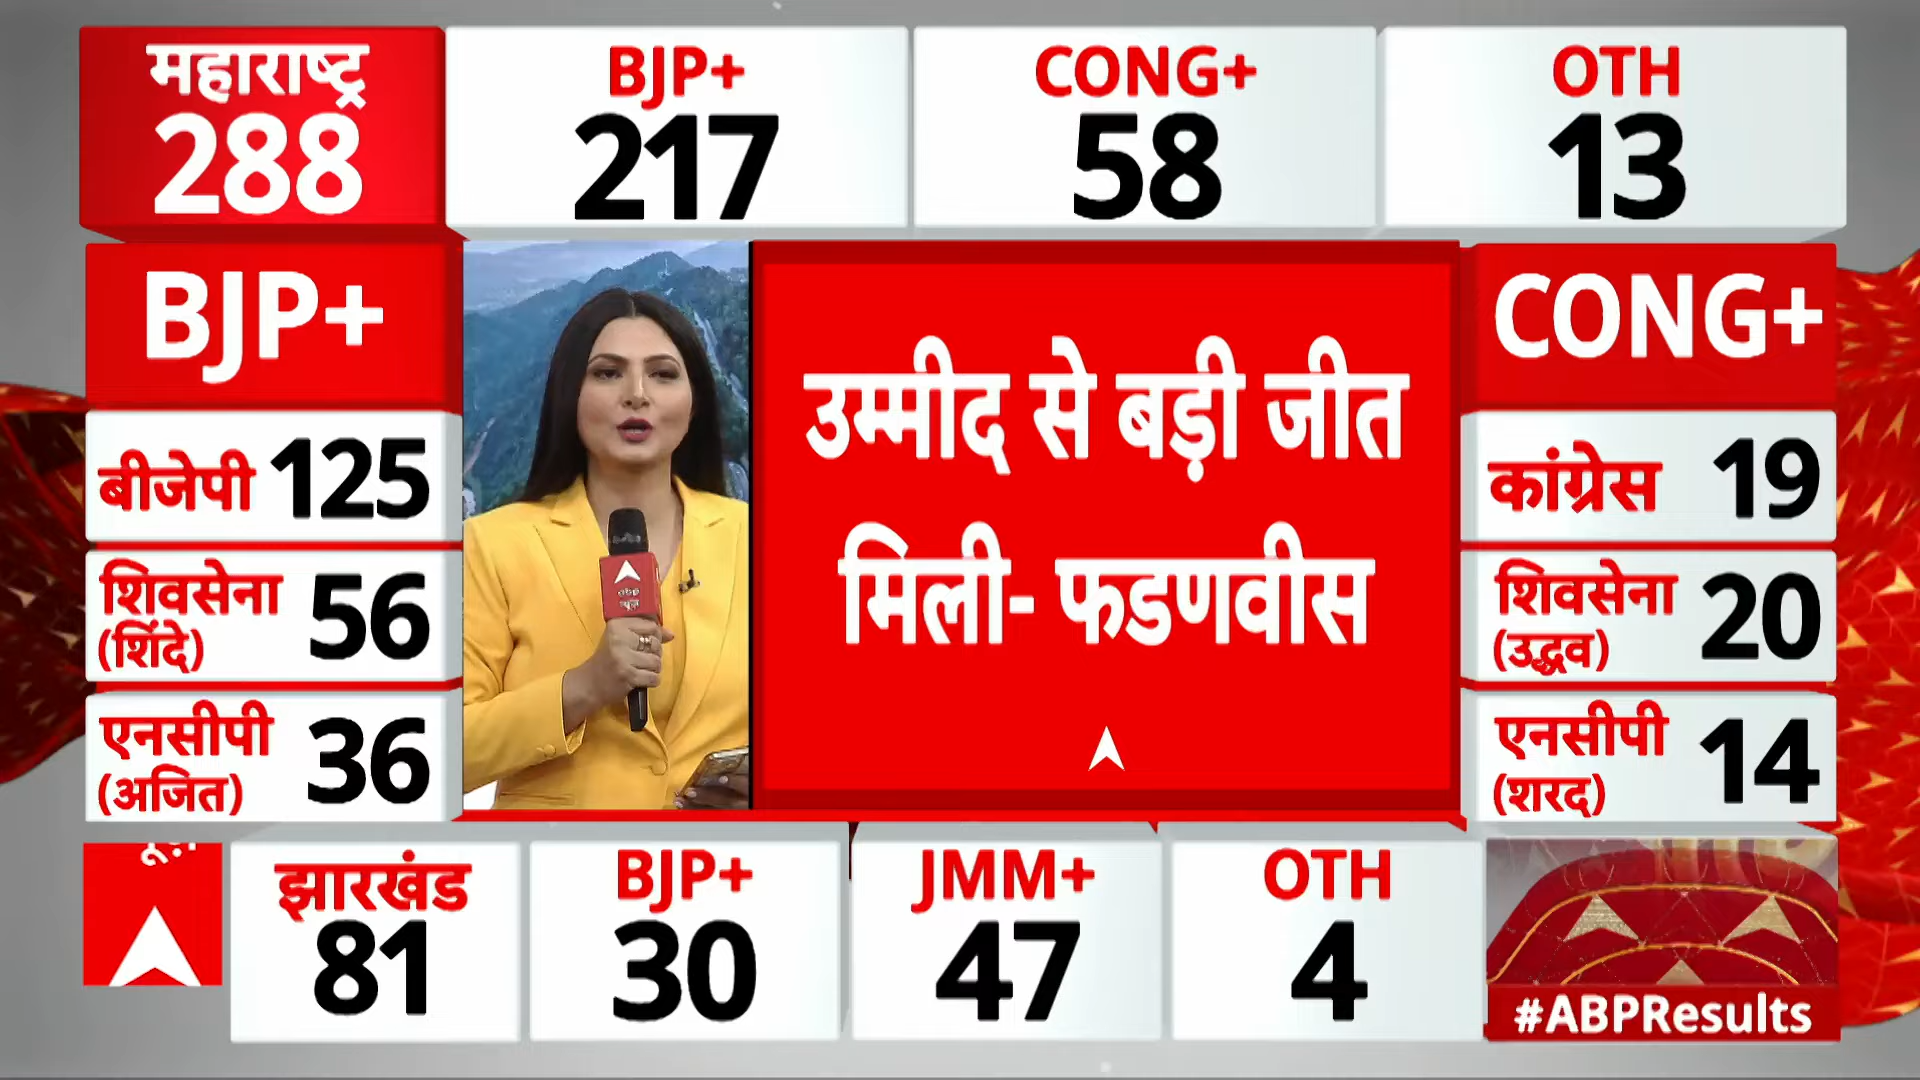 महाराष्ट्र
288
BJP+
217
CONG+
58
OTH
13
BJP+
बीजेपी 125
शिवसेना
(शिंदे)
56
एनसीपी
(अजित)
36
उम्मीद से बड़ी जीत
मिली- फडणवीस
CONG+
कांग्रेस 19
शिवसेना
(उद्धव)
20
एनसीपी
(शरद)
14
झारखंड
81
BJP+
30
JMM+
47
OTH
4
#ABPResults